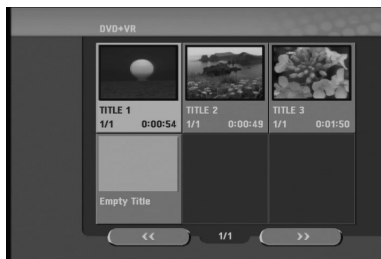 DVD+VR
TITLE 1
1/1 0:00:54
TITLE 2
1/1 0:00:49
TITLE 3
1/1 0:01:50
Empty Title
<< 1/1 >>